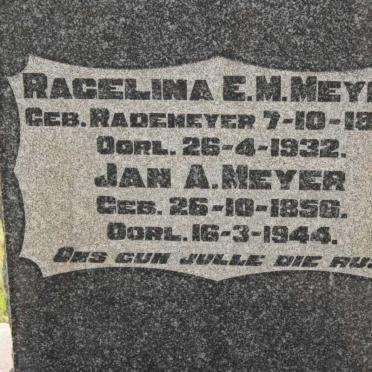 RACELINA E.M. MEY
GEB. RADEMEYER 7-10-18
OORL. 26-4-1932.
JAN A. MEYER
GEB. 26-10-1856.
OORL. 16-3-1944.
ONS GUN JULLE DIE RUS